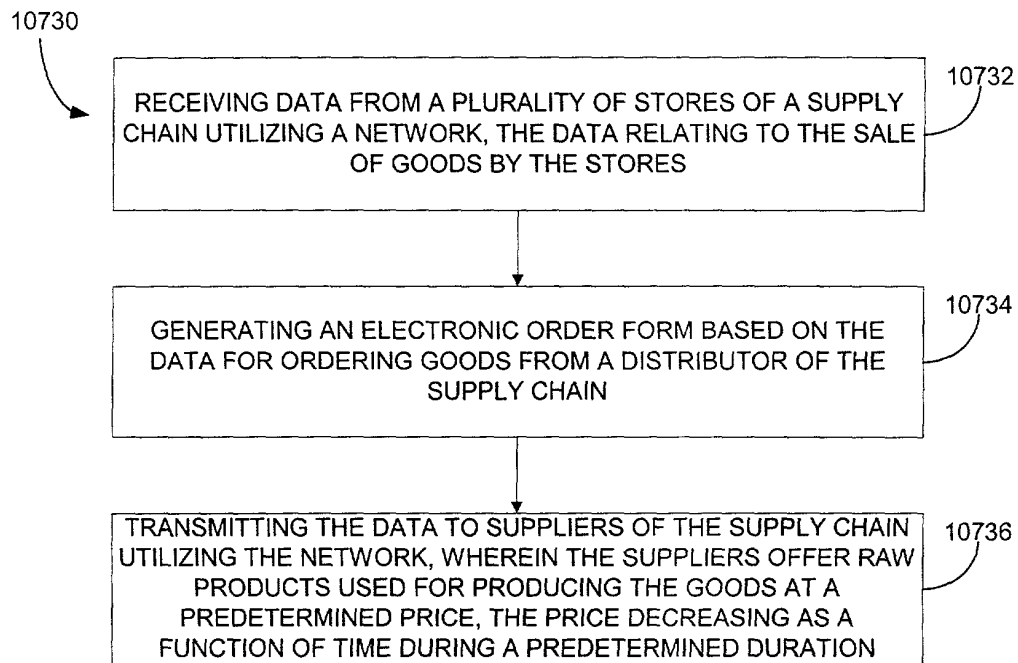 10730
10732
RECEIVING DATA FROM A PLURALITY OF STORES OF A SUPPLY
CHAIN UTILIZING A NETWORK, THE DATA RELATING TO THE SALE
OF GOODS BY THE STORES
10734
GENERATING AN ELECTRONIC ORDER FORM BASED ON THE
DATA FOR ORDERING GOODS FROM A DISTRIBUTOR OF THE
SUPPLY CHAIN
10736
TRANSMITTING THE DATA TO SUPPLIERS OF THE SUPPLY CHAIN
UTILIZING THE NETWORK, WHEREIN THE SUPPLIERS OFFER RAW
PRODUCTS USED FOR PRODUCING THE GOODS AT A
PREDETERMINED PRICE, THE PRICE DECREASING AS A
FUNCTION OF TIME DURING A PREDETERMINED DURATION